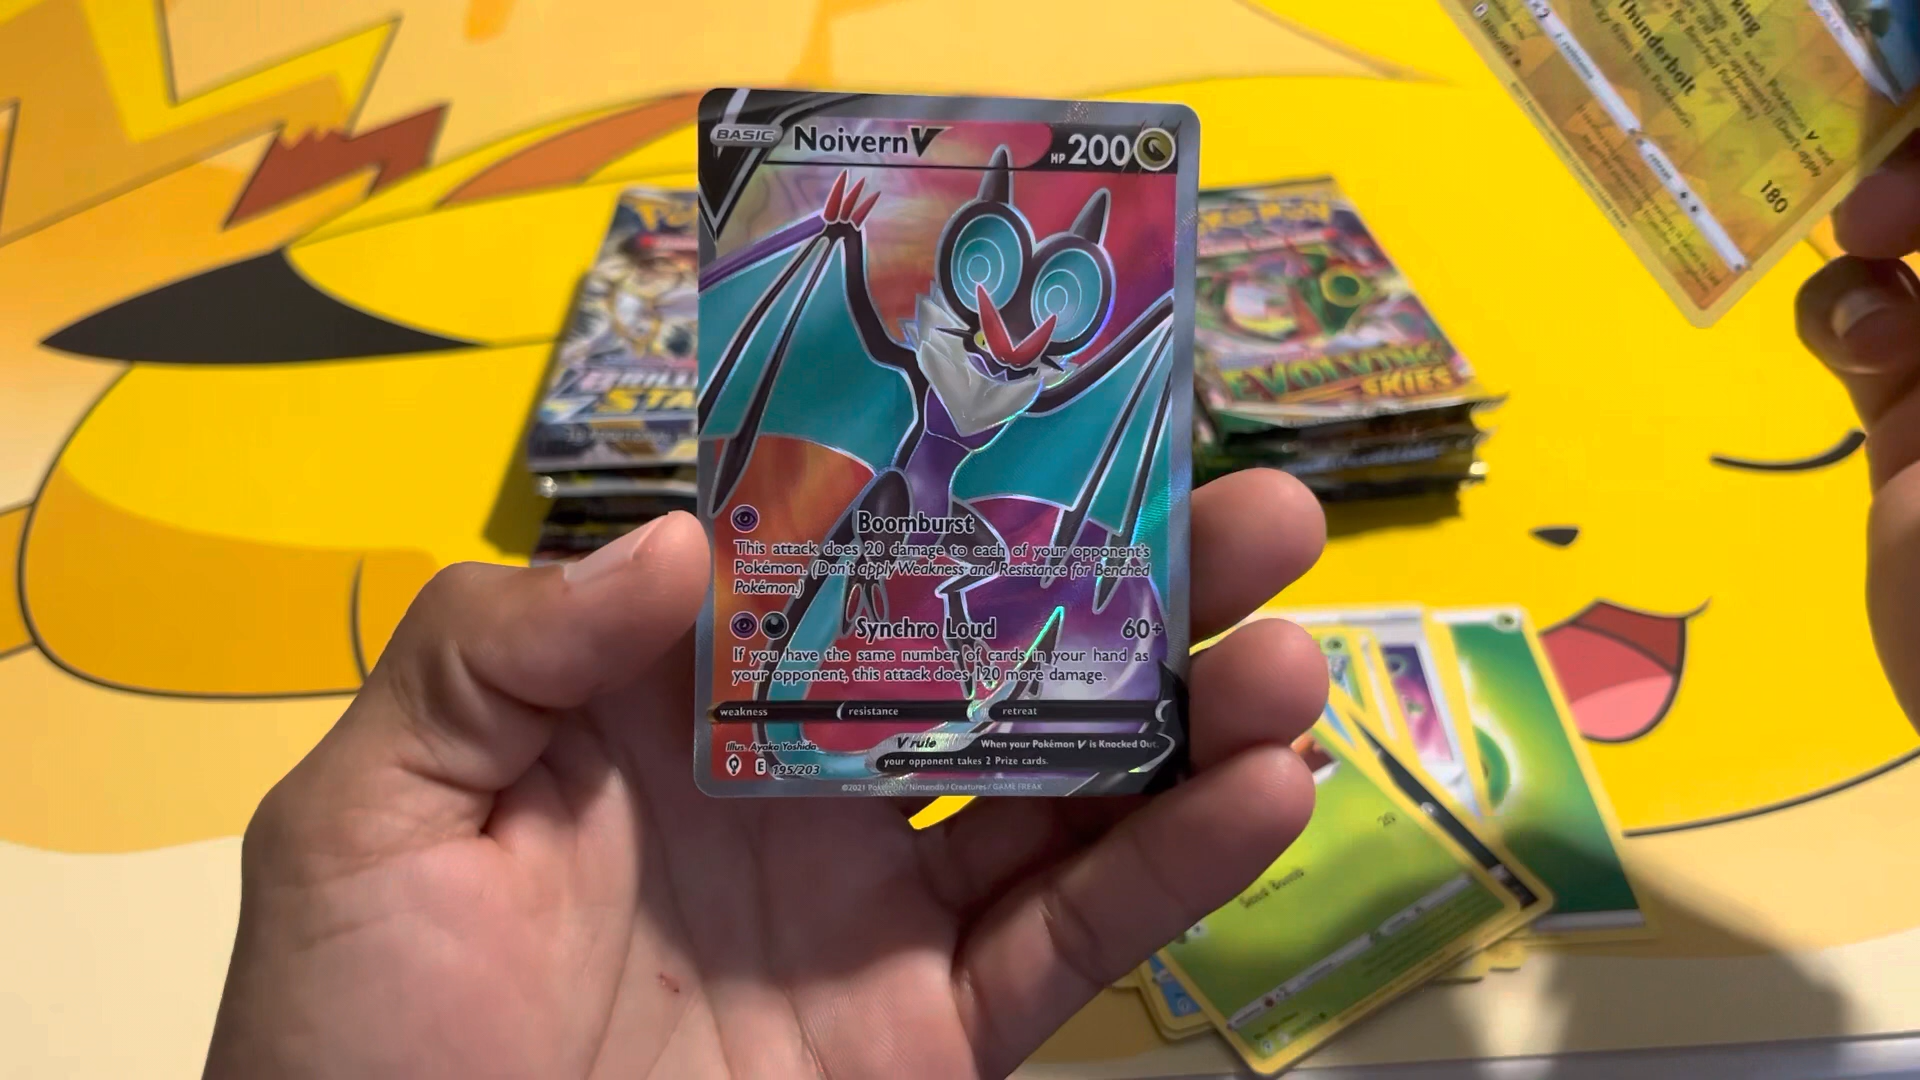 BASIC NoivernV HP 200
Boomburst
This attack does 20 damage to each of your opponent's
Pokémon. (Don't apply Weakness and Resistance for Benched
Pokémon.)
Synchro Loud 60+
If you have the same number of cards in your hand as
your opponent, this attack does 120 more damage.
weakness resistance retreat
Illus. Ayaka Yoshida
V rule When your Pokémon V is Knocked Out,
your opponent takes 2 Prize cards.
E 195/203
©2021 Pokémon / Nintendo / Creatures / GAME FREAK
EVOLVING
SKIES
Thunderbolt
180
20